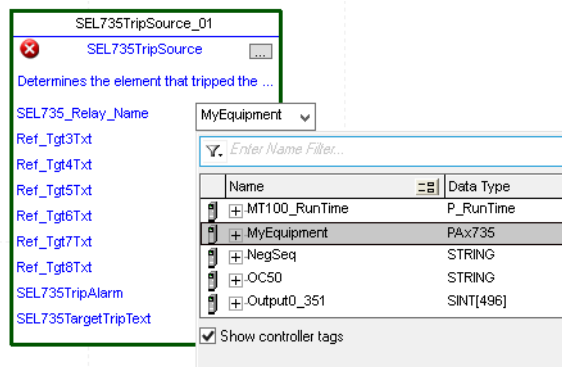 SEL735TripSource_01
SEL735TripSource
...
Determines the element that tripped the ...
SEL735_Relay_Name
MyEquipment
Ref_Tgt3Txt
Ref_Tgt4Txt
Ref_Tgt5Txt
Ref_Tgt6Txt
Ref_Tgt7Txt
Ref_Tgt8Txt
SEL735TripAlarm
SEL735TargetTripText
Enter Name Filter...
Name Data Type
MT100_RunTime P_RunTime
MyEquipment PAx735
NegSeq STRING
OC50 STRING
Output0_351 SINT[496]
Show controller tags